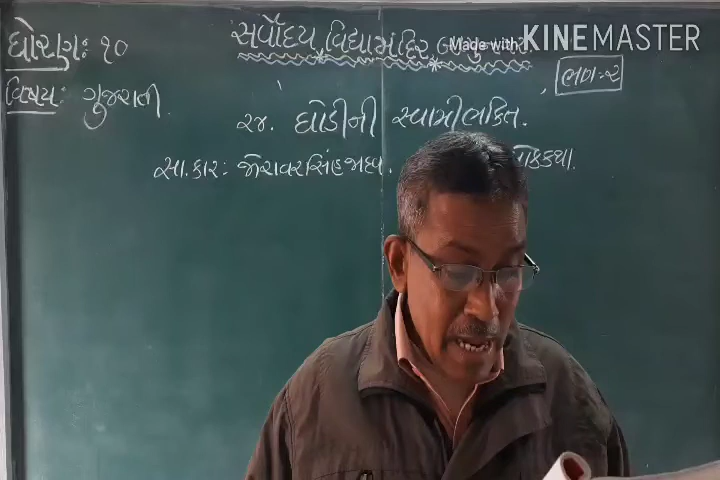 ધોરણઃ ૧૦
સર્વોદય વિદ્યામંદિર
Made with KINEMASTER
વિષયઃ ગુજરાતી.
ભાગ-૨
૨૪. ઘોડીની સ્વામીભક્તિ.
સા.કારઃ જોરાવરસિંહ જાદવ.